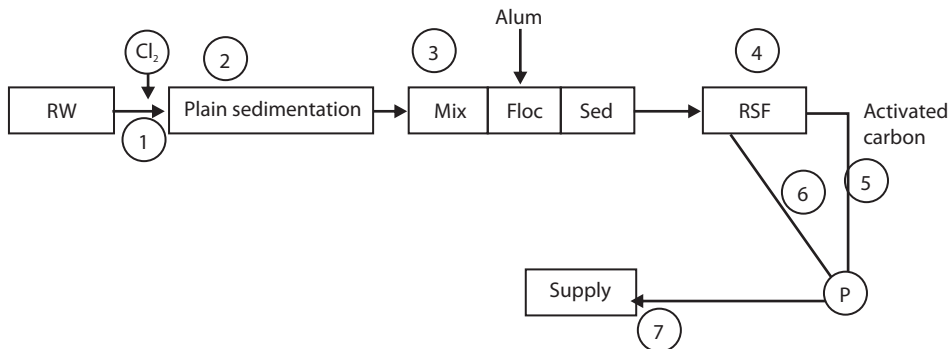 Alum
Cl₂
2
3
4
RW
Plain sedimentation
Mix
Floc
Sed
RSF
Activated
carbon
1
5
6
Supply
P
7